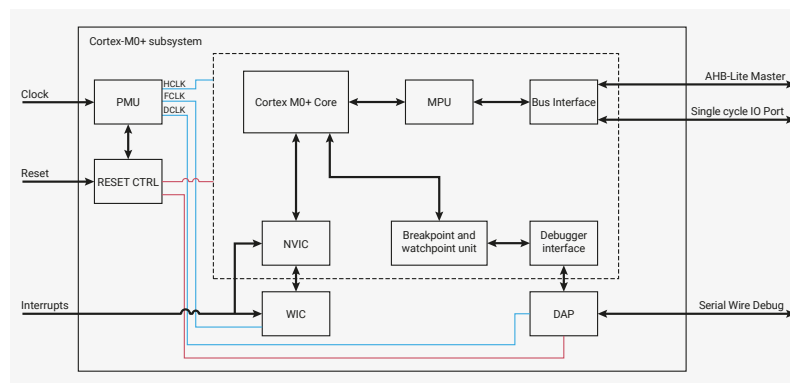 Cortex-M0+ subsystem
HCLK
FCLK
DCLK
Clock
PMU
Cortex M0+ Core
MPU
Bus Interface
AHB-Lite Master
Single cycle IO Port
Reset
RESET CTRL
NVIC
Breakpoint and
watchpoint unit
Debugger
interface
Interrupts
WIC
DAP
Serial Wire Debug